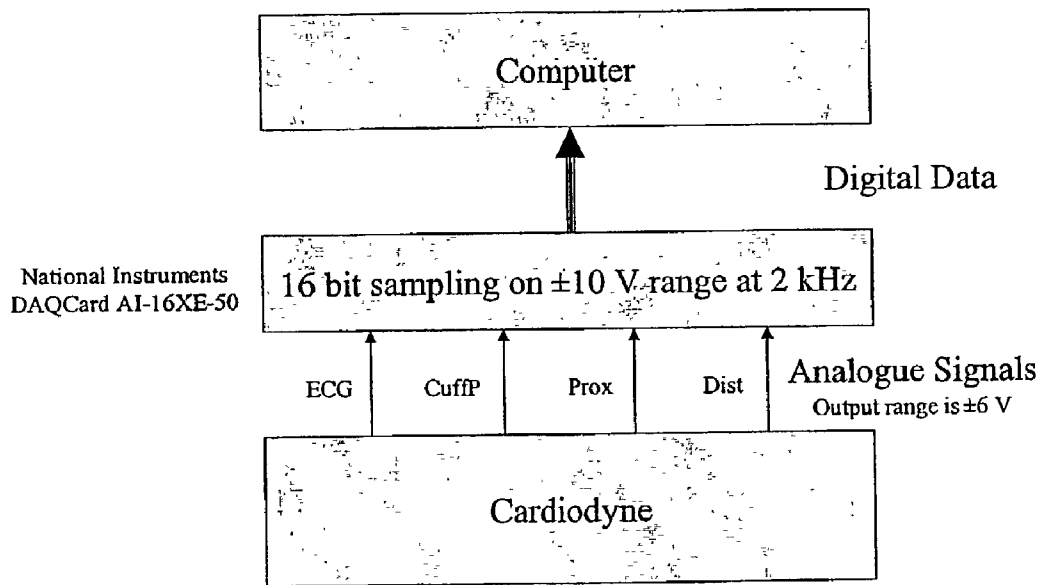 Computer
Digital Data
National Instruments
DAQCard AI-16XE-50
16 bit sampling on ±10 V range at 2 kHz
ECG
CuffP
Prox
Dist
Analogue Signals
Output range is ±6 V
Cardiodyne